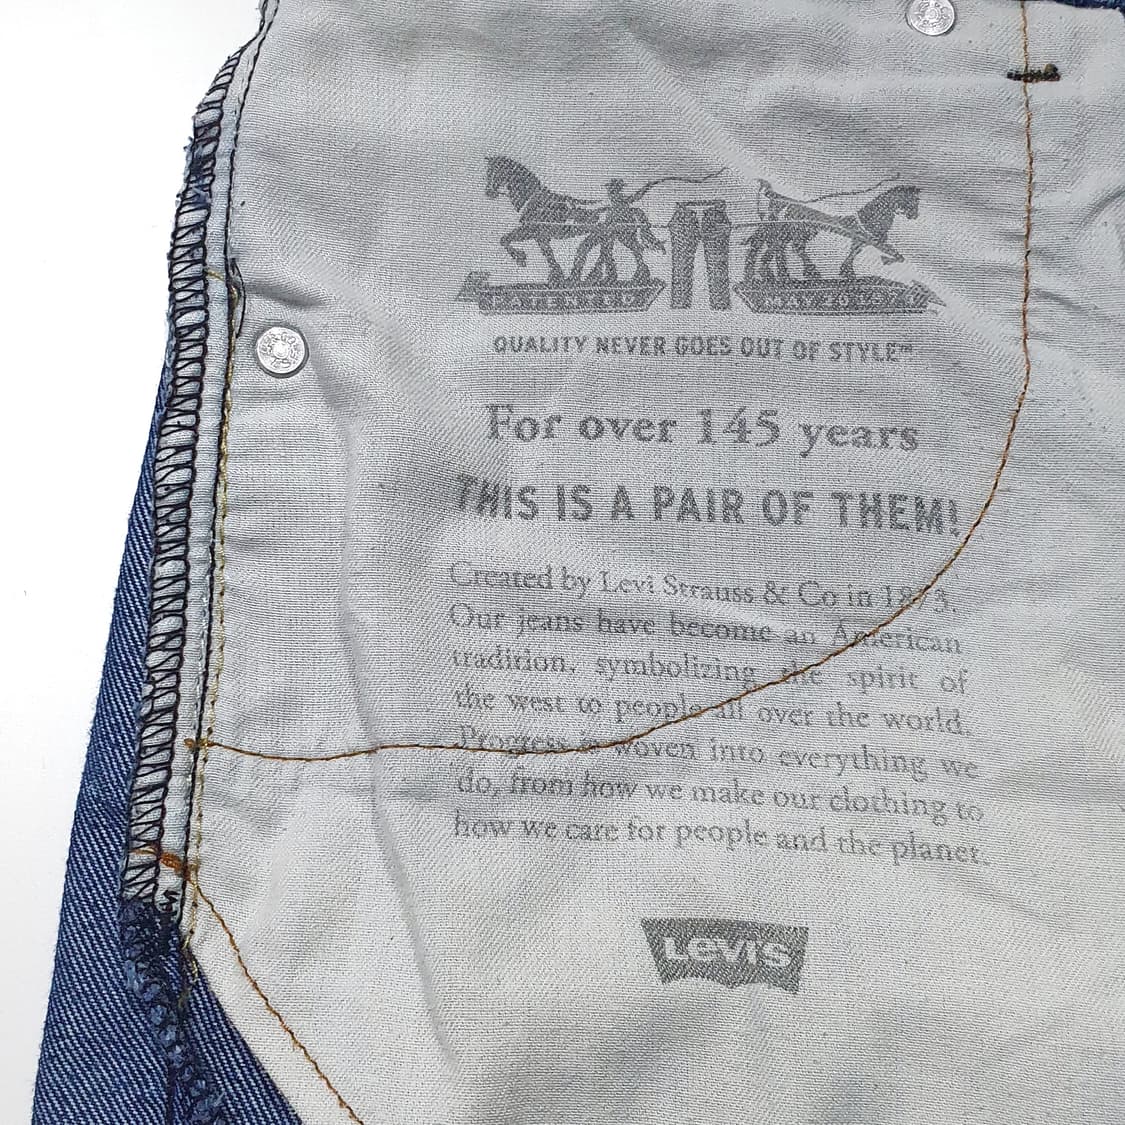 PATENTED MAY 20 1873
QUALITY NEVER GOES OUT OF STYLE™
For over 145 years
THIS IS A PAIR OF THEM!
Created by Levi Strauss & Co in 1873.
Our jeans have become an American
tradition, symbolizing the spirit of
the west to people all over the world.
Progress is woven into everything we
do, from how we make our clothing to
how we care for people and the planet.
LEVI'S